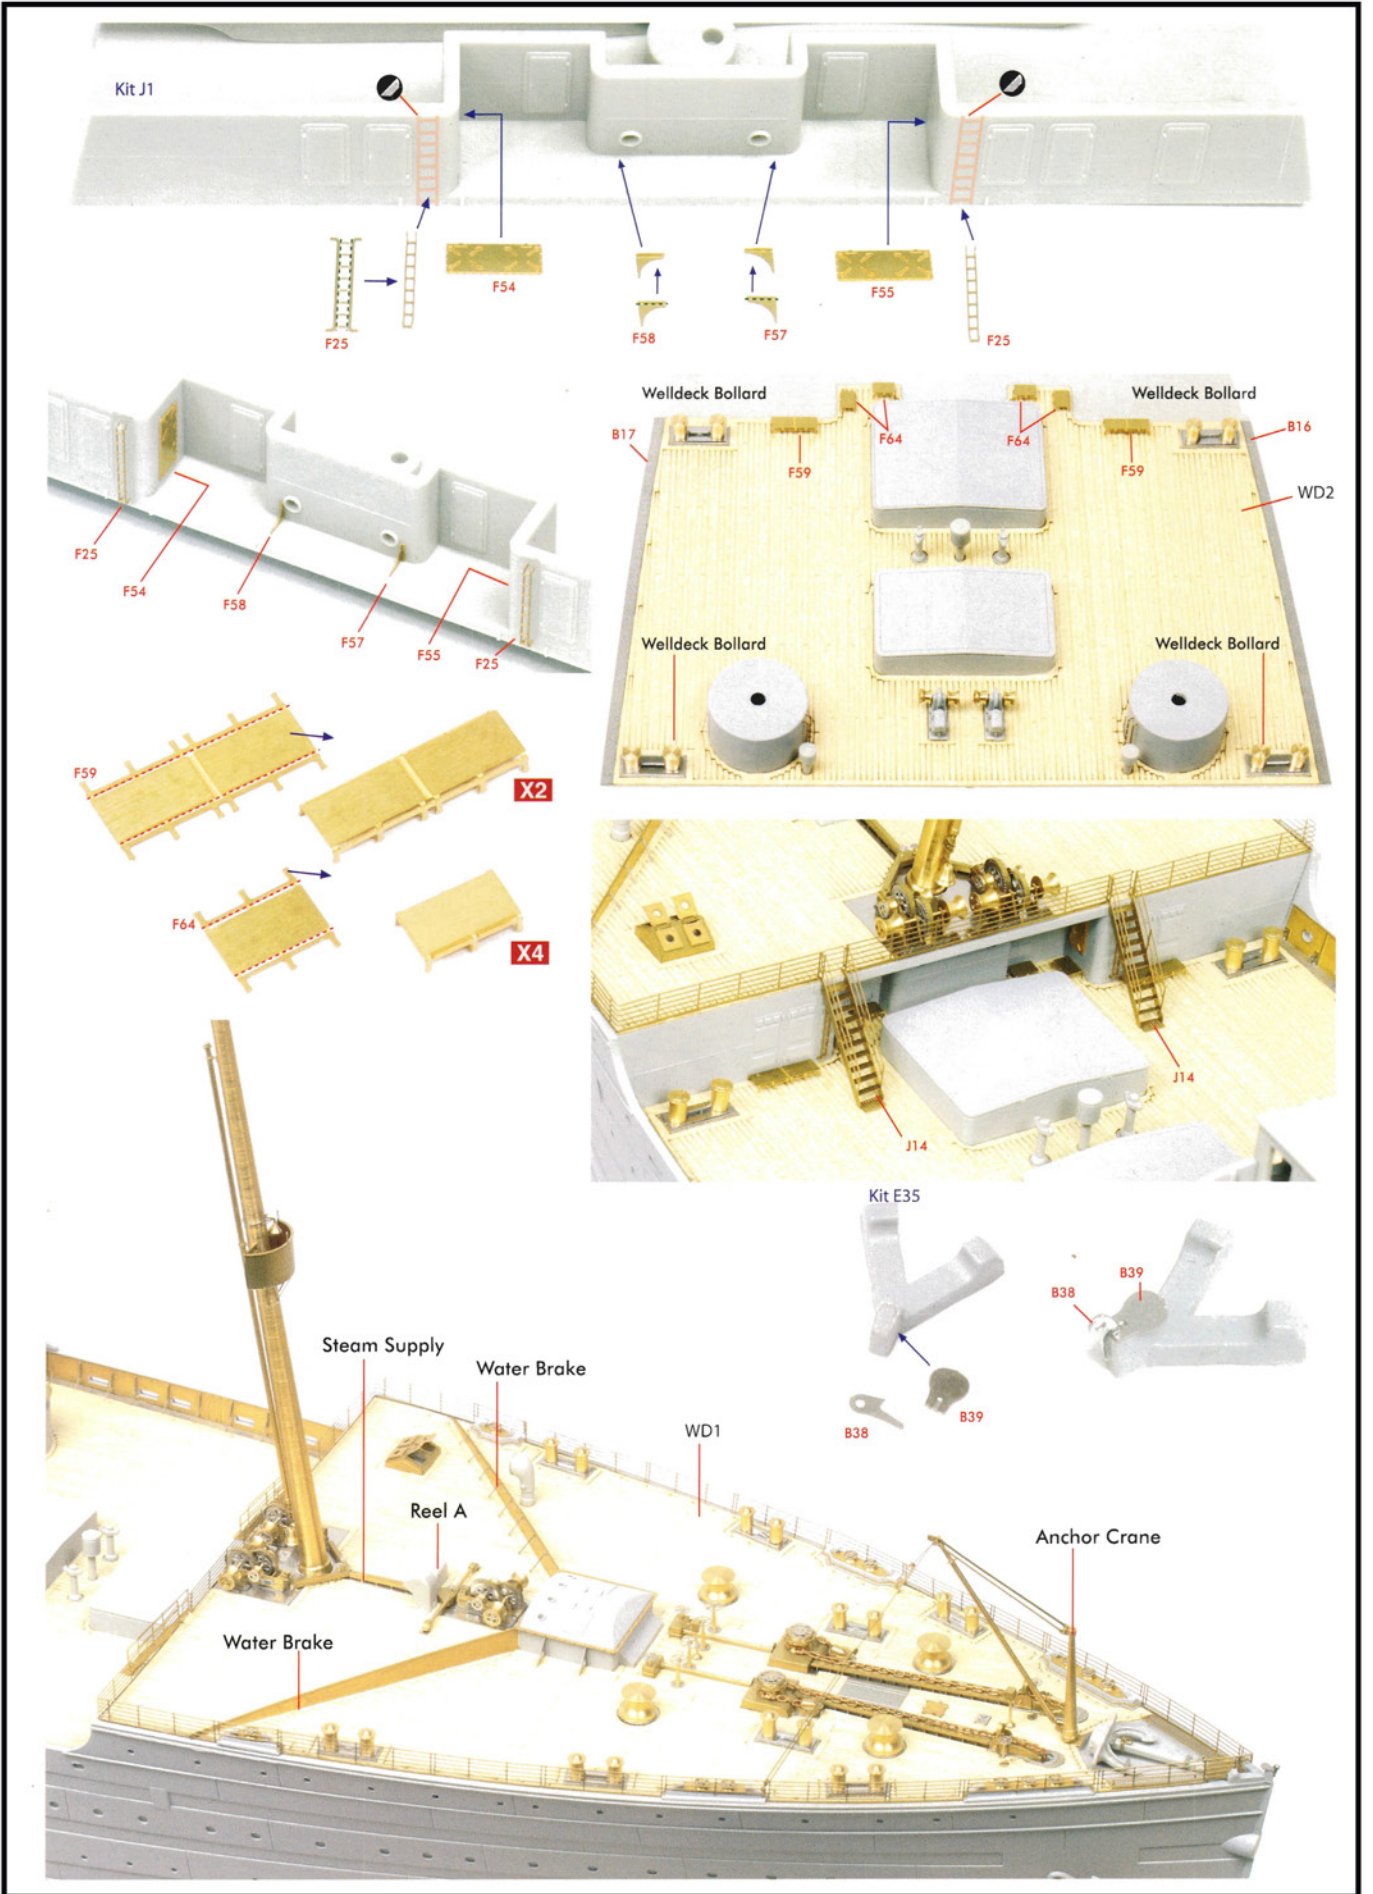 Kit J1
F54
F55
F25
F58
F57
F25
Welldeck Bollard
Welldeck Bollard
B17
F64
F64
B16
F59
F59
WD2
F25
F54
F58
F57
F55
F25
Welldeck Bollard
Welldeck Bollard
F59
X2
F64
X4
J14
J14
Kit E35
B39
B38
B38
B39
Steam Supply
Water Brake
WD1
Reel A
Anchor Crane
Water Brake